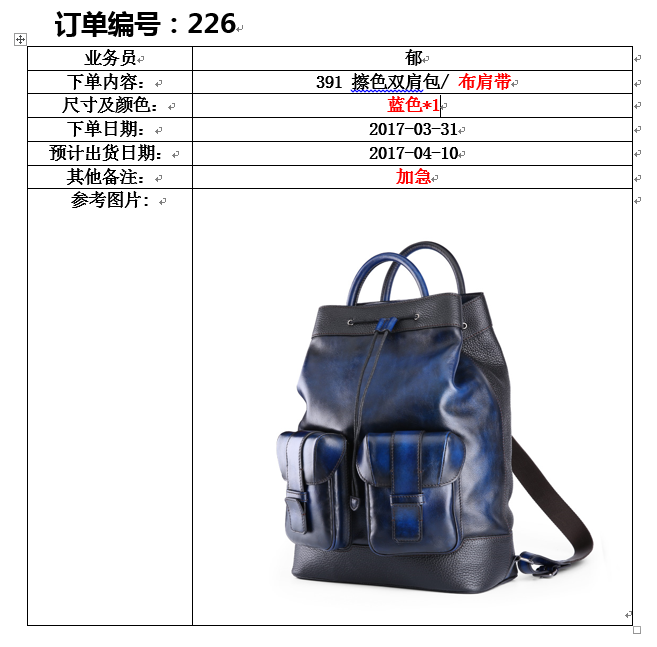 订单编号：226
业务员 郁
下单内容： 391 擦色双肩包/ 布肩带
尺寸及颜色： 蓝色*1
下单日期： 2017-03-31
预计出货日期： 2017-04-10
其他备注： 加急
参考图片: